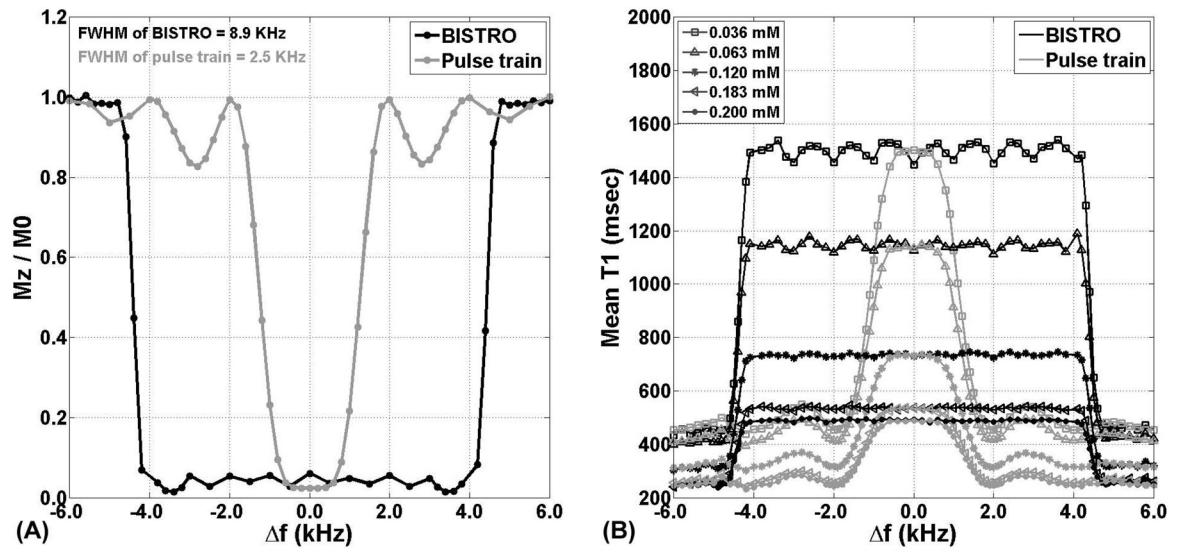 FWHM of BISTRO = 8.9 KHz
FWHM of pulse train = 2.5 KHz
BISTRO
Pulse train
Mz / M0
1.0
0.8
0.6
0.4
0.2
0.0
-6.0 -4.0 -2.0 0.0 2.0 4.0 6.0
Δf (kHz)
(A)
0.036 mM
0.063 mM
0.120 mM
0.183 mM
0.200 mM
BISTRO
Pulse train
Mean T1 (msec)
2000
1800
1600
1400
1200
1000
800
600
400
200
-6.0 -4.0 -2.0 0.0 2.0 4.0 6.0
Δf (kHz)
(B)